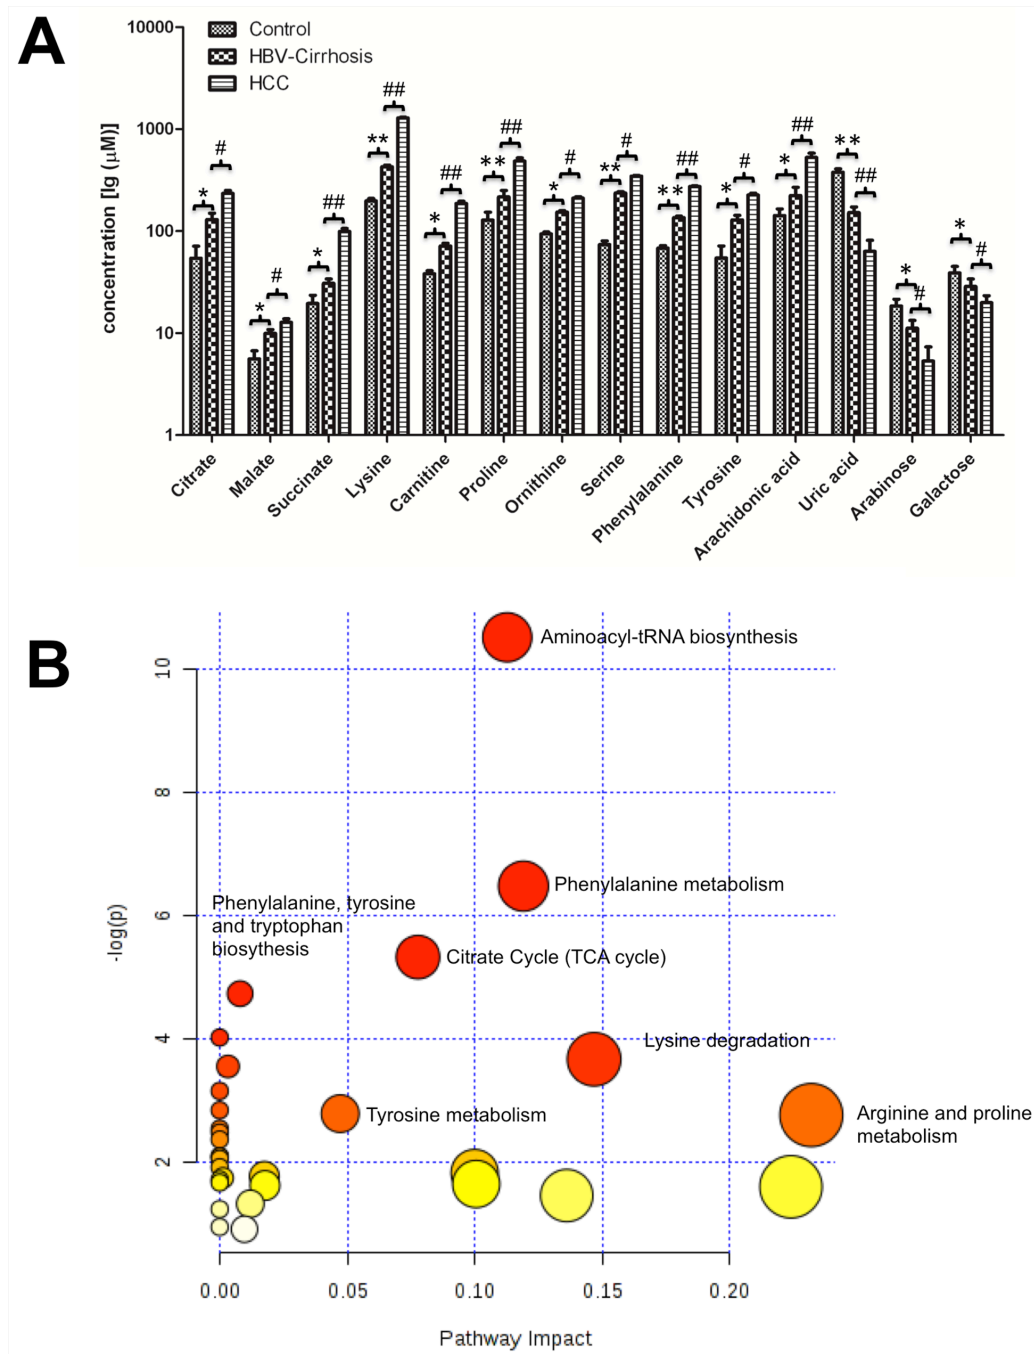 A
Control
HBV-Cirrhosis
HCC
concentration [lg (μM)]
10000
1000
100
10
1
* # * # * ## ** ## * ## ** ## * # ** # ** ## * # * ## ** ## * # * #
Citrate
Malate
Succinate
Lysine
Carnitine
Proline
Ornithine
Serine
Phenylalanine
Tyrosine
Arachidonic acid
Uric acid
Arabinose
Galactose
B
-log(p)
10
8
6
4
2
Aminoacyl-tRNA biosynthesis
Phenylalanine metabolism
Phenylalanine, tyrosine
and tryptophan
biosythesis
Citrate Cycle (TCA cycle)
Lysine degradation
Tyrosine metabolism
Arginine and proline
metabolism
0.00 0.05 0.10 0.15 0.20
Pathway Impact